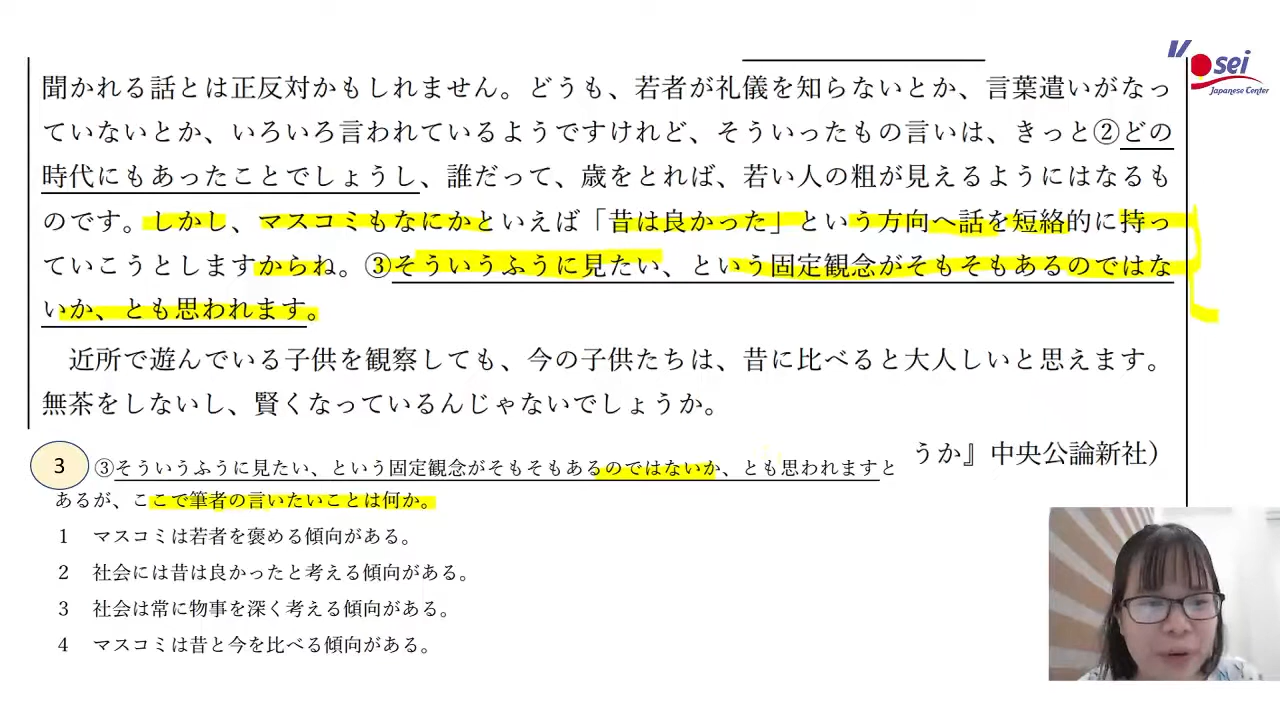 Kosei
Japanese Center
聞かれる話とは正反対かもしれません。どうも、若者が礼儀を知らないとか、言葉遣いがなっ
ていないとか、いろいろ言われているようですけれど、そういったもの言いは、きっと②どの
時代にもあったことでしょうし、誰だって、歳をとれば、若い人の粗が見えるようにはなるも
のです。しかし、マスコミもなにかといえば「昔は良かった」という方向へ話を短絡的に持っ
ていこうとしますからね。③そういうふうに見たい、という固定観念がそもそもあるのではな
いか、とも思われます。
近所で遊んでいる子供を観察しても、今の子供たちは、昔に比べると大人しいと思えます。
無茶をしないし、賢くなっているんじゃないでしょうか。
うか』中央公論新社）
3
③そういうふうに見たい、という固定観念がそもそもあるのではないか、とも思われますと
あるが、ここで筆者の言いたいことは何か。
1 マスコミは若者を褒める傾向がある。
2 社会には昔は良かったと考える傾向がある。
3 社会は常に物事を深く考える傾向がある。
4 マスコミは昔と今を比べる傾向がある。